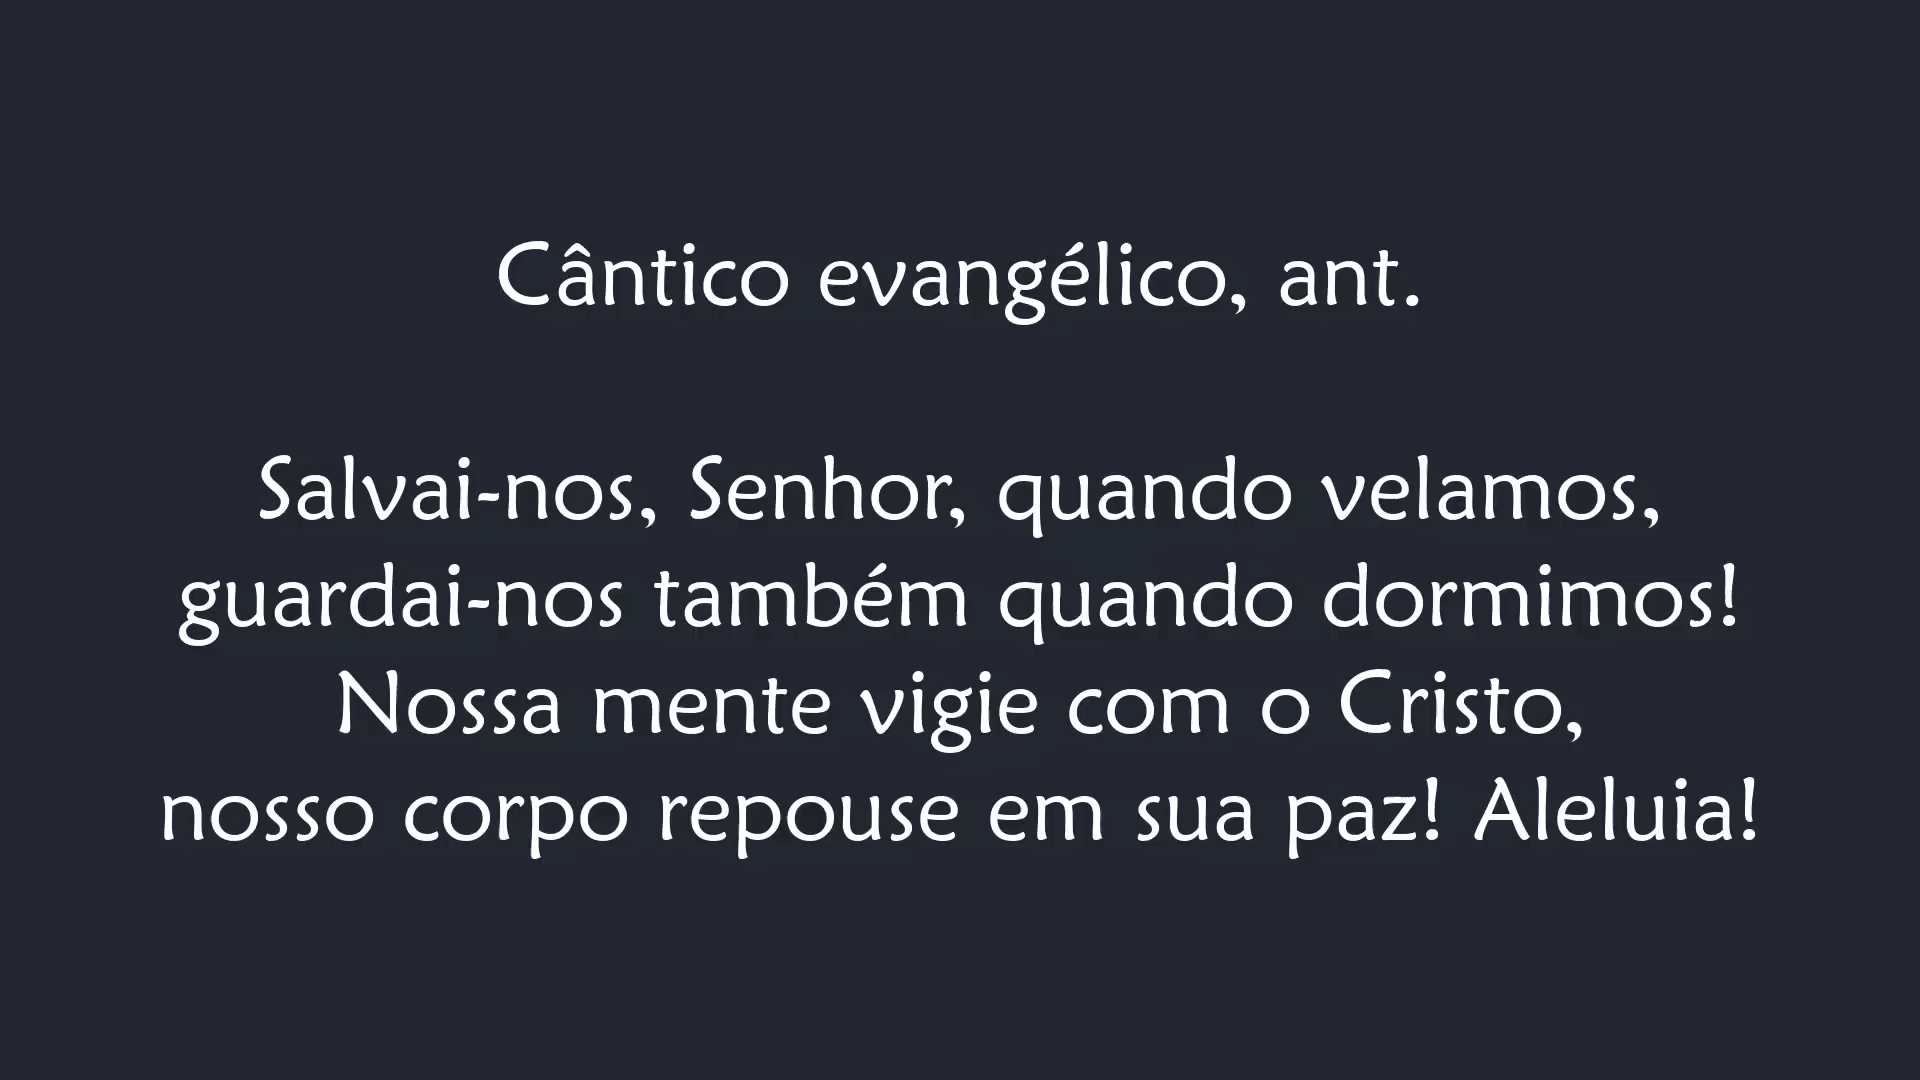 Cântico evangélico, ant.
Salvai-nos, Senhor, quando velamos,
guardai-nos também quando dormimos!
Nossa mente vigie com o Cristo,
nosso corpo repouse em sua paz! Aleluia!